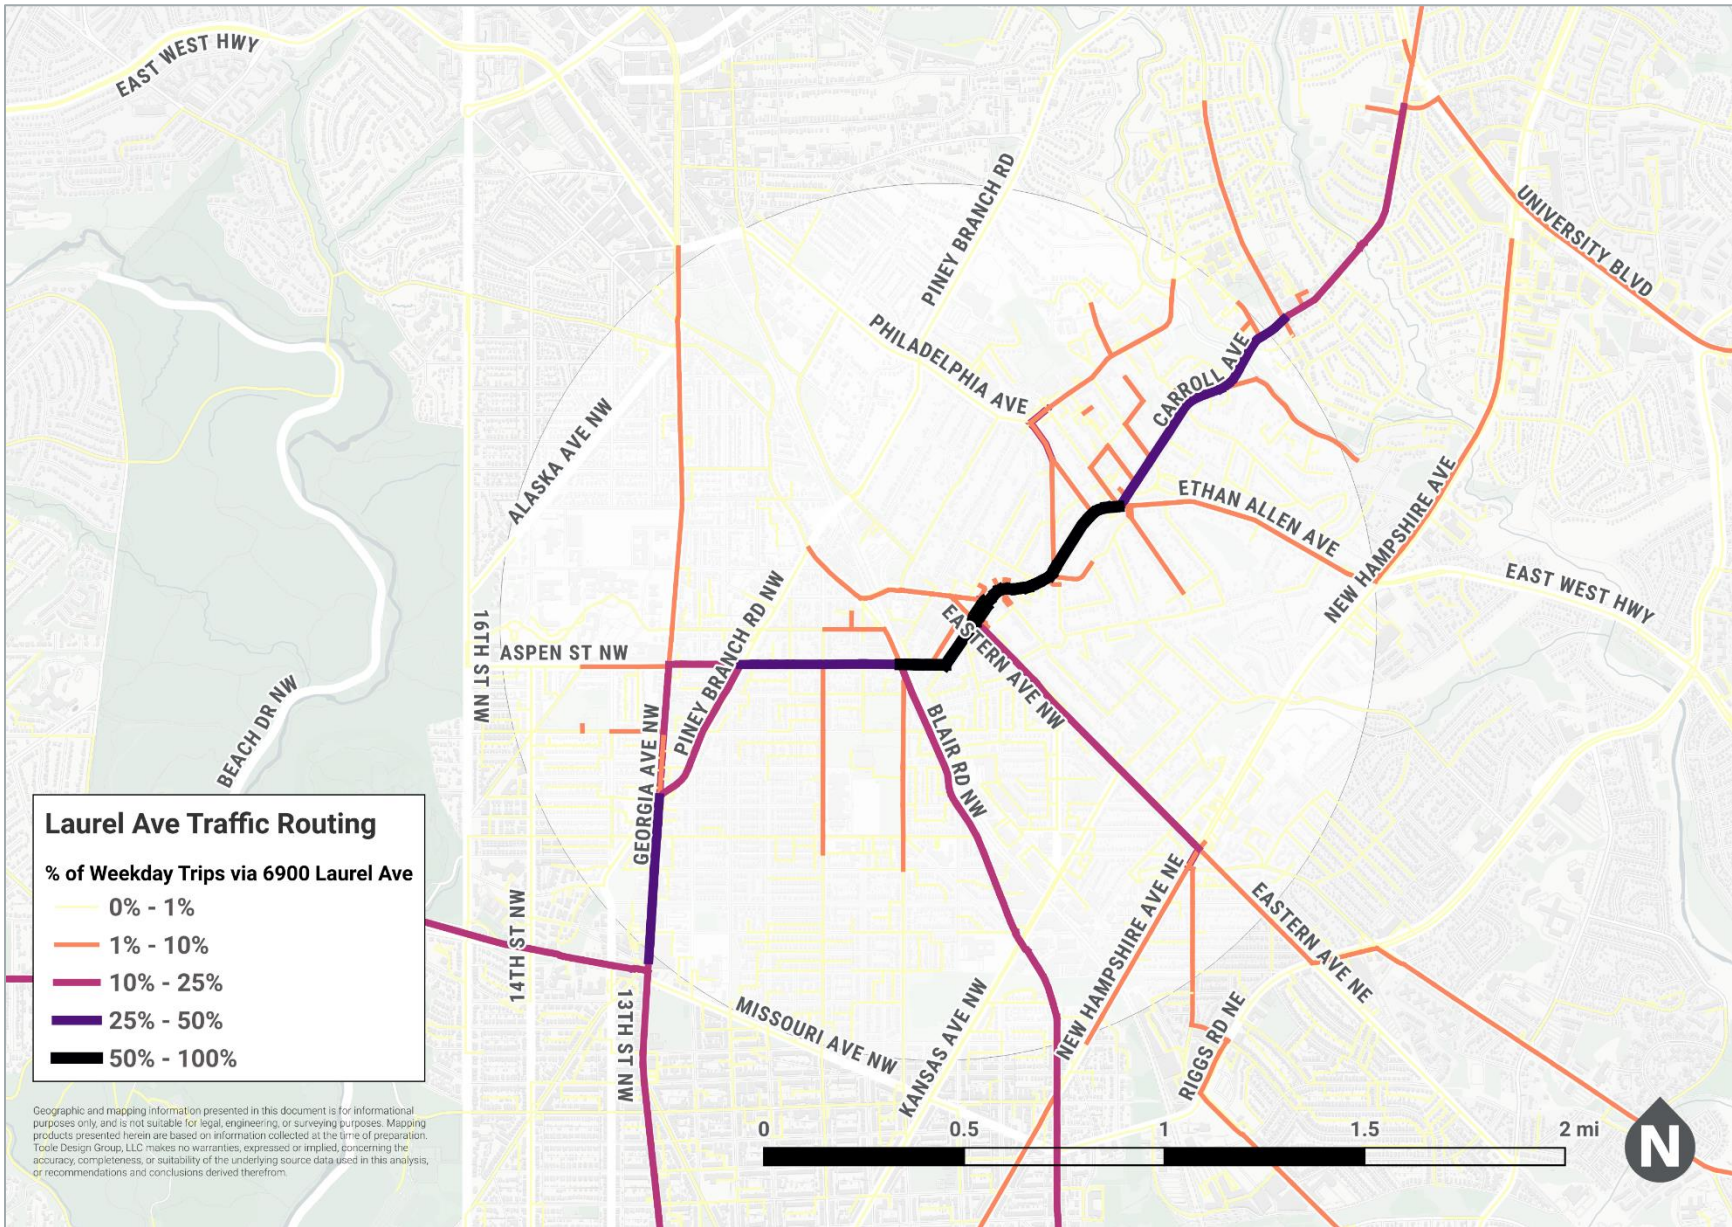 EAST WEST HWY
PINEY BRANCH RD
UNIVERSITY BLVD
PHILADELPHIA AVE
CARROLL AVE
ALASKA AVE NW
ETHAN ALLEN AVE
NEW HAMPSHIRE AVE
EAST WEST HWY
PINEY BRANCH RD NW
16TH ST NW
ASPEN ST NW
EASTERN AVE NW
BEACH DR NW
GEORGIA AVE NW
BLAIR RD NW
Laurel Ave Traffic Routing
% of Weekday Trips via 6900 Laurel Ave
0% - 1%
1% - 10%
10% - 25%
25% - 50%
50% - 100%
14TH ST NW
13TH ST NW
MISSOURI AVE NW
KANSAS AVE NW
NEW HAMPSHIRE AVE NE
EASTERN AVE NE
RIGGS RD NE
Geographic and mapping information presented in this document is for informational
purposes only, and is not suitable for legal, engineering, or surveying purposes. Mapping
products presented herein are based on information collected at the time of preparation.
Toole Design Group, LLC makes no warranties, expressed or implied, concerning the
accuracy, completeness, or suitability of the underlying source data used in this analysis,
or recommendations and conclusions derived therefrom.
0 0.5 1 1.5 2 mi
N